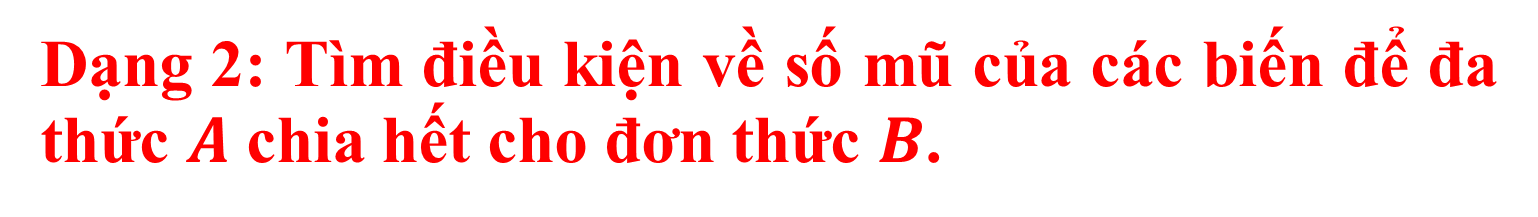 Dạng 2: Tìm điều kiện về số mũ của các biến để đa
thức A chia hết cho đơn thức B.